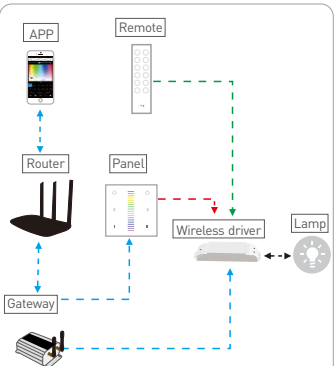 APP
Remote
Router
Panel
Wireless driver
Lamp
Gateway